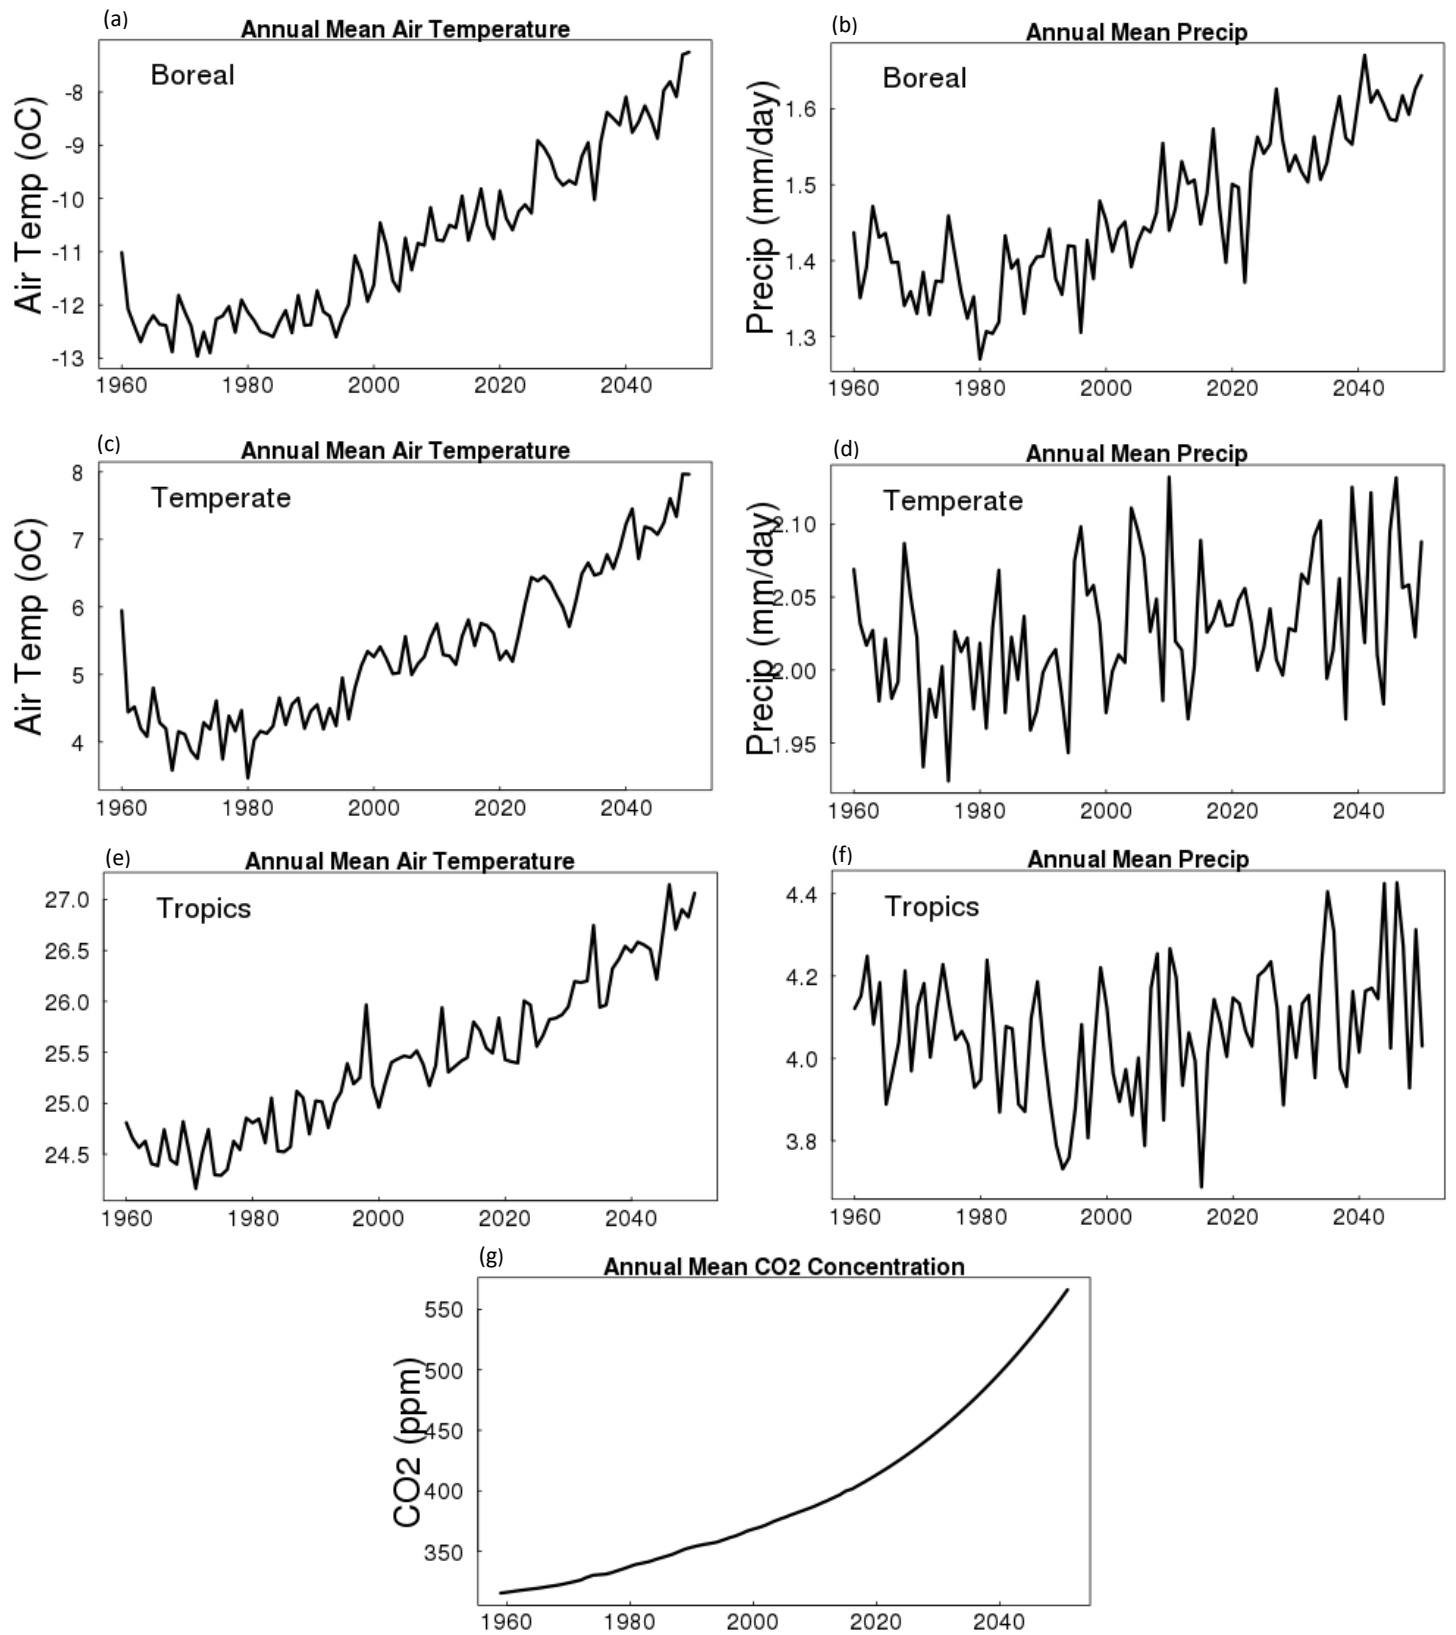 (a)
Annual Mean Air Temperature
Boreal
Air Temp (oC)
-8
-9
-10
-11
-12
-13
1960 1980 2000 2020 2040
(b)
Annual Mean Precip
Boreal
Precip (mm/day)
1.6
1.5
1.4
1.3
1960 1980 2000 2020 2040
(c)
Annual Mean Air Temperature
Temperate
Air Temp (oC)
8
7
6
5
4
1960 1980 2000 2020 2040
(d)
Annual Mean Precip
Temperate
Precip (mm/day)
2.10
2.05
2.00
1.95
1960 1980 2000 2020 2040
(e)
Annual Mean Air Temperature
Tropics
27.0
26.5
26.0
25.5
25.0
24.5
1960 1980 2000 2020 2040
(f)
Annual Mean Precip
Tropics
4.4
4.2
4.0
3.8
1960 1980 2000 2020 2040
(g)
Annual Mean CO2 Concentration
CO2 (ppm)
550
500
450
400
350
1960 1980 2000 2020 2040